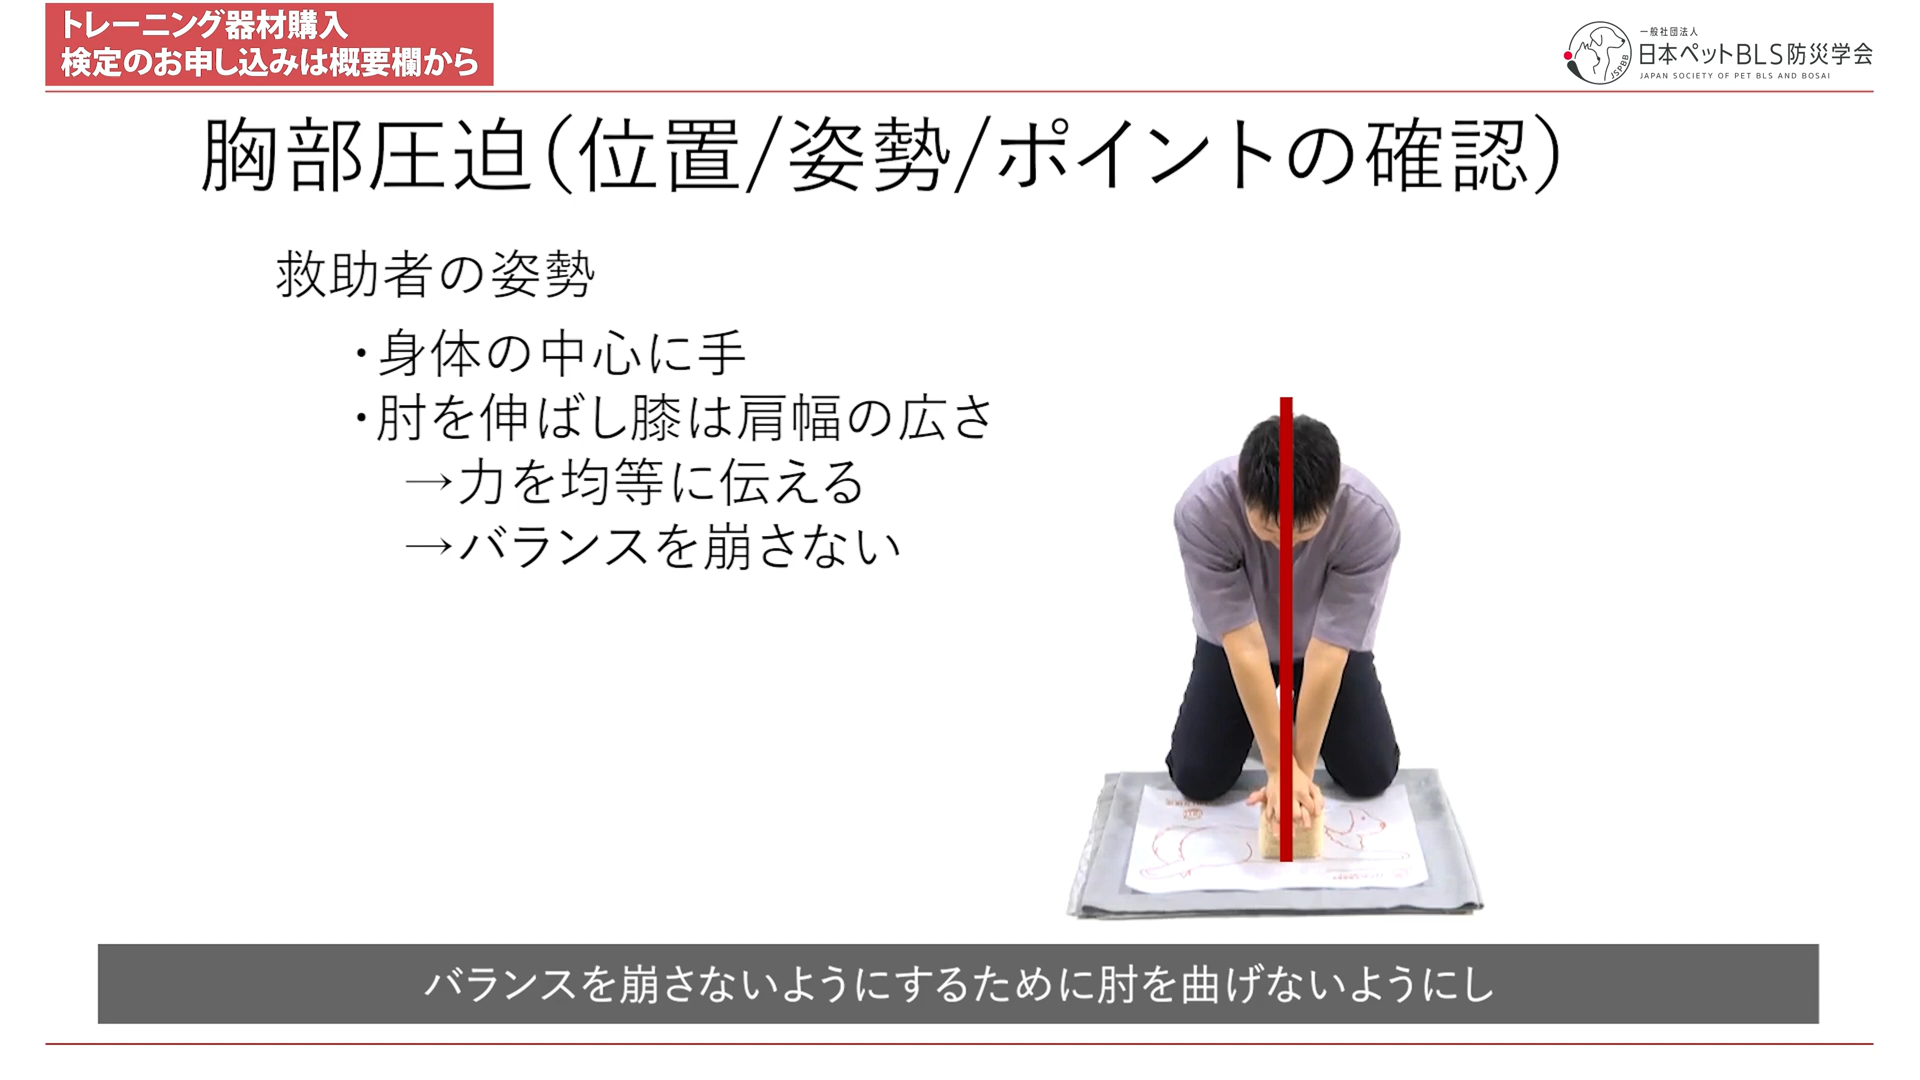 トレーニング器材購入
検定のお申し込みは概要欄から
一般社団法人
日本ペットBLS防災学会
JAPAN SOCIETY OF PET BLS AND BOSAI
JSPBB
胸部圧迫(位置/姿勢/ポイントの確認)
救助者の姿勢
・身体の中心に手
・肘を伸ばし膝は肩幅の広さ
→力を均等に伝える
→バランスを崩さない
バランスを崩さないようにするために肘を曲げないようにし